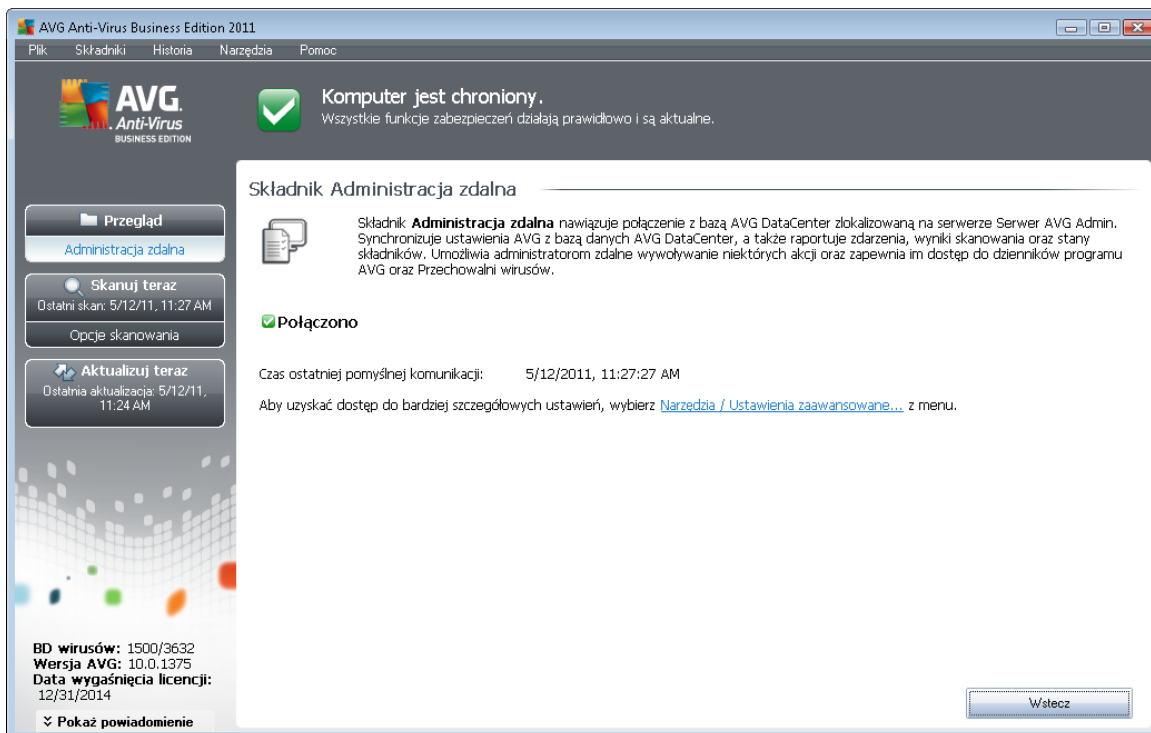 AVG Anti-Virus Business Edition 2011
Plik Składniki Historia Narzędzia Pomoc
AVG.
Anti-Virus
BUSINESS EDITION
Komputer jest chroniony.
Wszystkie funkcje zabezpieczeń działają prawidłowo i są aktualne.
Przegląd
Administracja zdalna
Skanuj teraz
Ostatni skan: 5/12/11, 11:27 AM
Opcje skanowania
Aktualizuj teraz
Ostatnia aktualizacja: 5/12/11,
11:24 AM
BD wirusów: 1500/3632
Wersja AVG: 10.0.1375
Data wygaśnięcia licencji:
12/31/2014
Pokaż powiadomienie
Składnik Administracja zdalna
Składnik Administracja zdalna nawiązuje połączenie z bazą AVG DataCenter zlokalizowaną na serwerze Serwer AVG Admin.
Synchronizuje ustawienia AVG z bazą danych AVG DataCenter, a także raportuje zdarzenia, wyniki skanowania oraz stany
składników. Umożliwia administratorom zdalne wywoływanie niektórych akcji oraz zapewnia im dostęp do dzienników programu
AVG oraz Przechowalni wirusów.
Połączono
Czas ostatniej pomyślnej komunikacji: 5/12/2011, 11:27:27 AM
Aby uzyskać dostęp do bardziej szczegółowych ustawień, wybierz Narzędzia / Ustawienia zaawansowane... z menu.
Wstecz